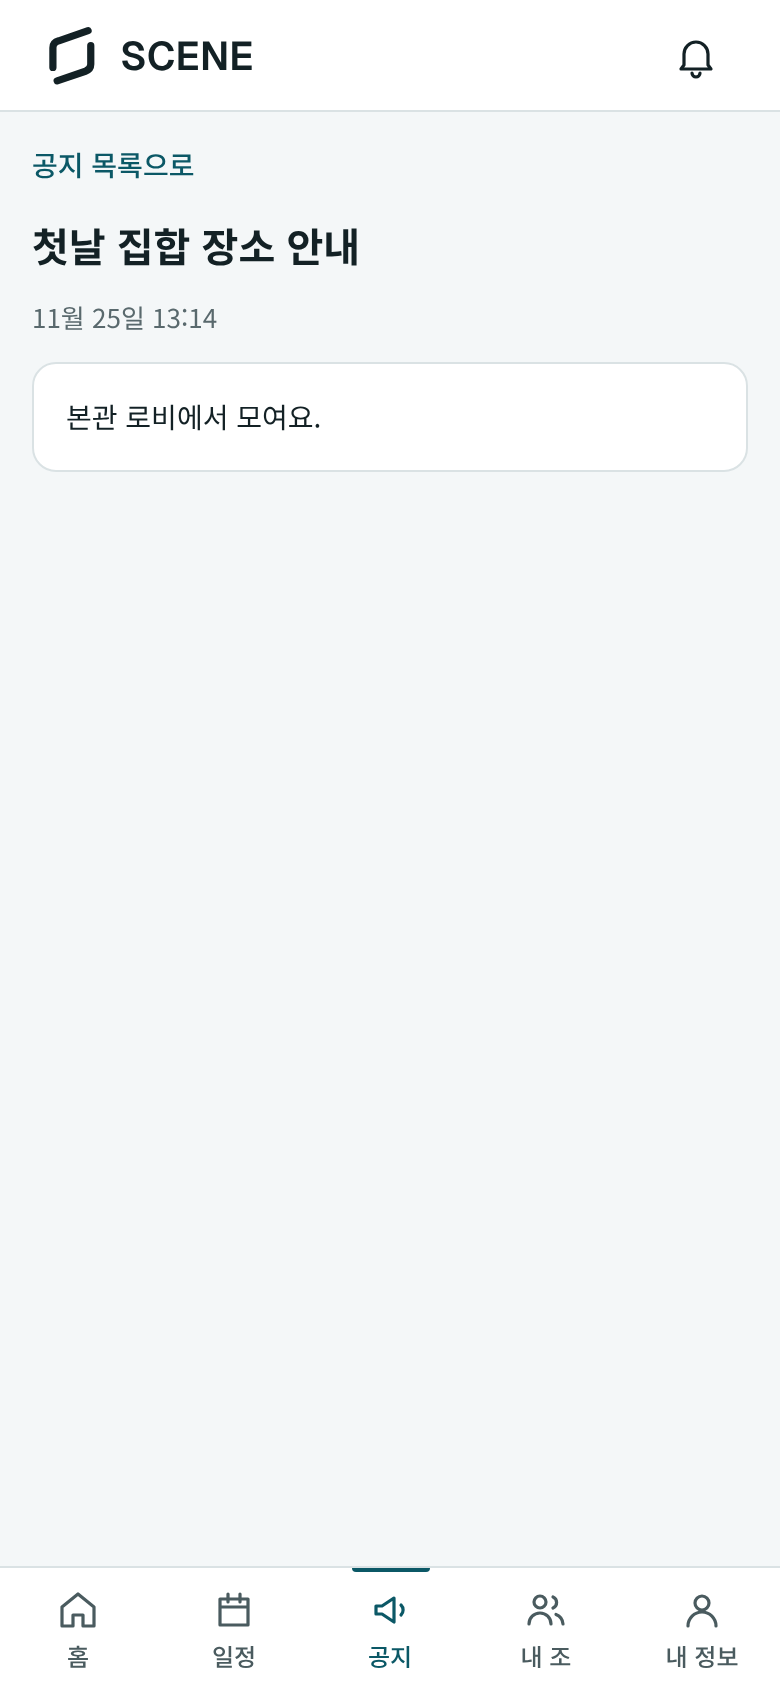 SCENE
공지 목록으로
첫날 집합 장소 안내
11월 25일 13:14
본관 로비에서 모여요.
홈
일정
공지
내 조
내 정보